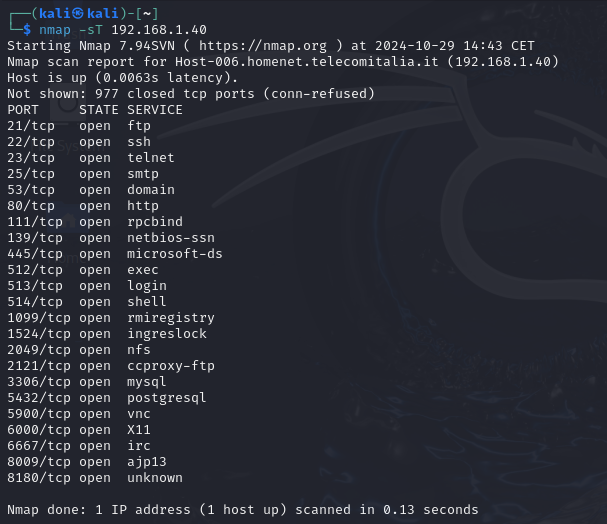 ┌──(kali㉿kali)-[~]
└─$ nmap -sT 192.168.1.40
Starting Nmap 7.94SVN ( https://nmap.org ) at 2024-10-29 14:43 CET
Nmap scan report for Host-006.homenet.telecomitalia.it (192.168.1.40)
Host is up (0.0063s latency).
Not shown: 977 closed tcp ports (conn-refused)
PORT     STATE SERVICE
21/tcp   open  ftp
22/tcp   open  ssh
23/tcp   open  telnet
25/tcp   open  smtp
53/tcp   open  domain
80/tcp   open  http
111/tcp  open  rpcbind
139/tcp  open  netbios-ssn
445/tcp  open  microsoft-ds
512/tcp  open  exec
513/tcp  open  login
514/tcp  open  shell
1099/tcp open  rmiregistry
1524/tcp open  ingreslock
2049/tcp open  nfs
2121/tcp open  ccproxy-ftp
3306/tcp open  mysql
5432/tcp open  postgresql
5900/tcp open  vnc
6000/tcp open  X11
6667/tcp open  irc
8009/tcp open  ajp13
8180/tcp open  unknown
Nmap done: 1 IP address (1 host up) scanned in 0.13 seconds